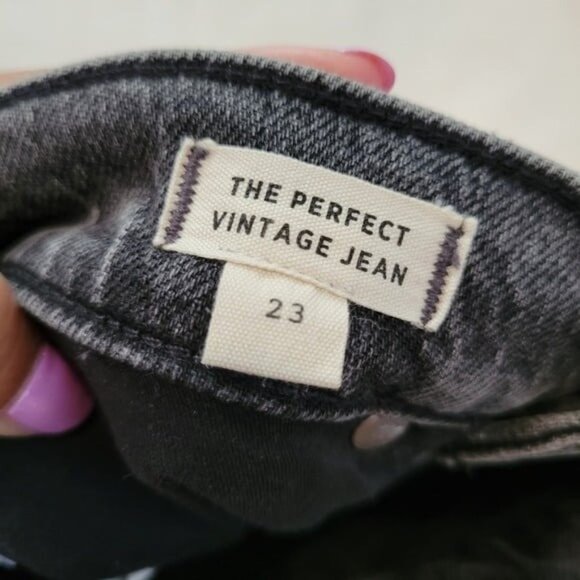 THE PERFECT
VINTAGE JEAN
23